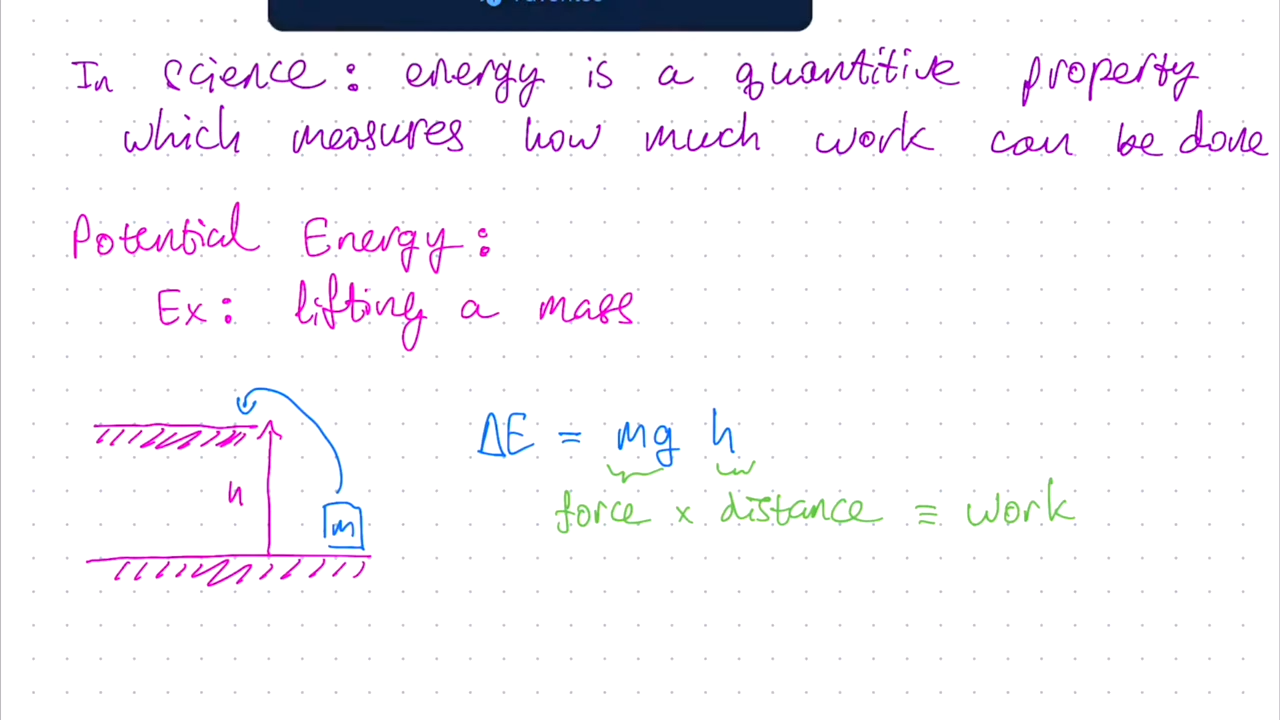 In science: energy is a quantitive property
which measures how much work can be done
Potential Energy:
Ex: lifting a mass
h
m
ΔE = mg h
force × distance ≡ work